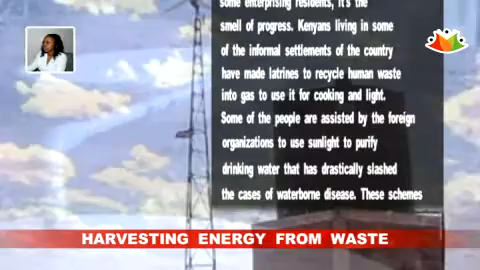 some enterprising residents, it's the
smell of progress. Kenyans living in some
of the informal settlements of the country
have made latrines to recycle human waste
into gas to use it for cooking and light.
Some of the people are assisted by the foreign
organizations to use sunlight to purify
drinking water that has drastically slashed
the cases of waterborne disease. These schemes
HARVESTING ENERGY FROM WASTE